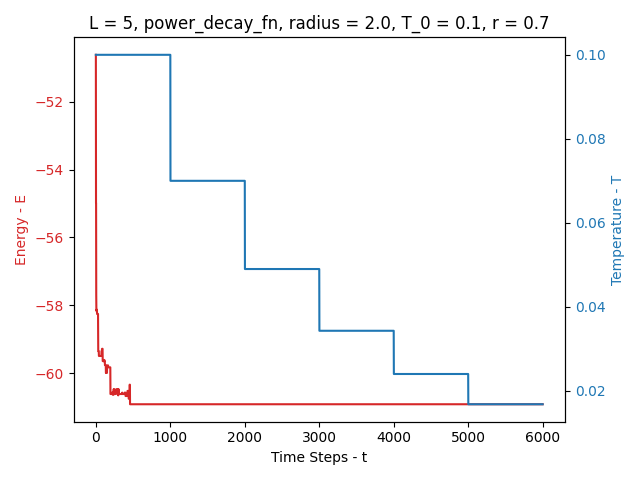 L = 5, power_decay_fn, radius = 2.0, T_0 = 0.1, r = 0.7
Energy - E
−52
−54
−56
−58
−60
0.10
0.08
0.06
0.04
0.02
Temperature - T
0 1000 2000 3000 4000 5000 6000
Time Steps - t